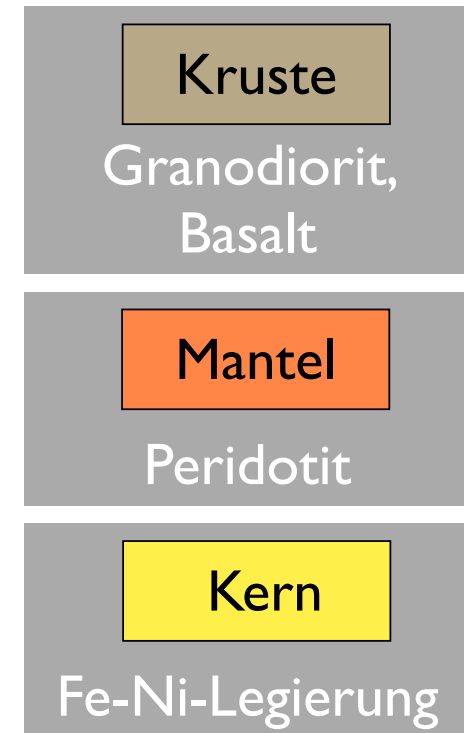 Kruste
Granodiorit,
Basalt
Mantel
Peridotit
Kern
Fe-Ni-Legierung